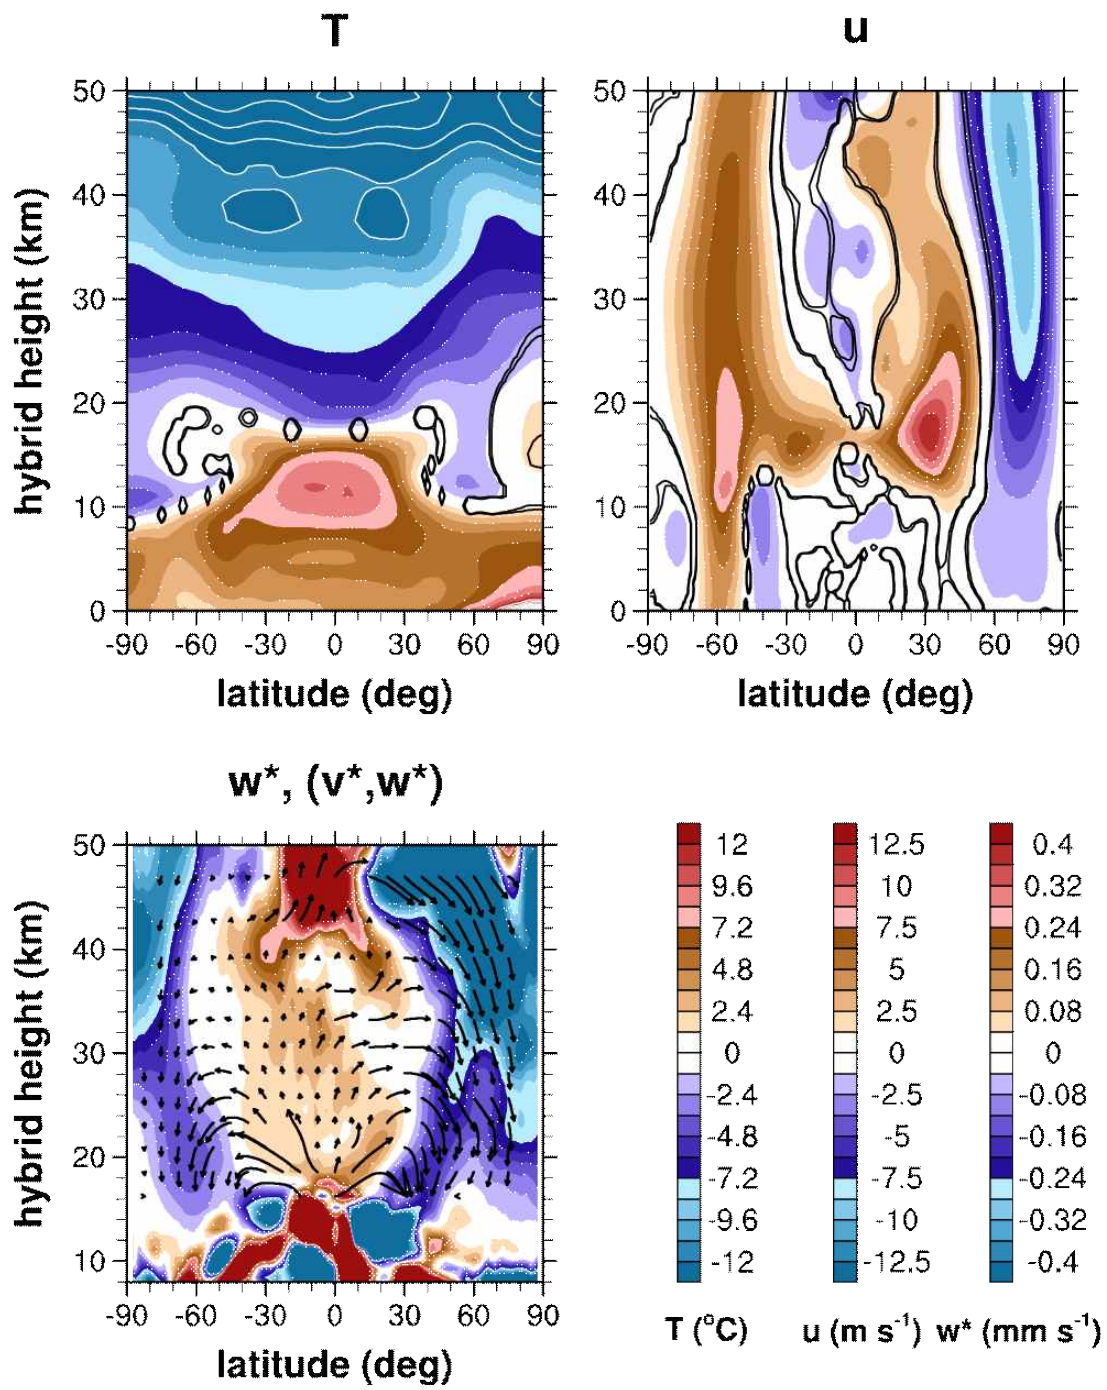 T
u
50
40
30
20
10
0
hybrid height (km)
-90 -60 -30 0 30 60 90
latitude (deg)
50
40
30
20
10
0
-90 -60 -30 0 30 60 90
latitude (deg)
w*, (v*,w*)
50
40
30
20
10
hybrid height (km)
-90 -60 -30 0 30 60 90
latitude (deg)
12 12.5 0.4
9.6 10 0.32
7.2 7.5 0.24
4.8 5 0.16
2.4 2.5 0.08
0 0 0
-2.4 -2.5 -0.08
-4.8 -5 -0.16
-7.2 -7.5 -0.24
-9.6 -10 -0.32
-12 -12.5 -0.4
T (°C) u (m s⁻¹) w* (mm s⁻¹)